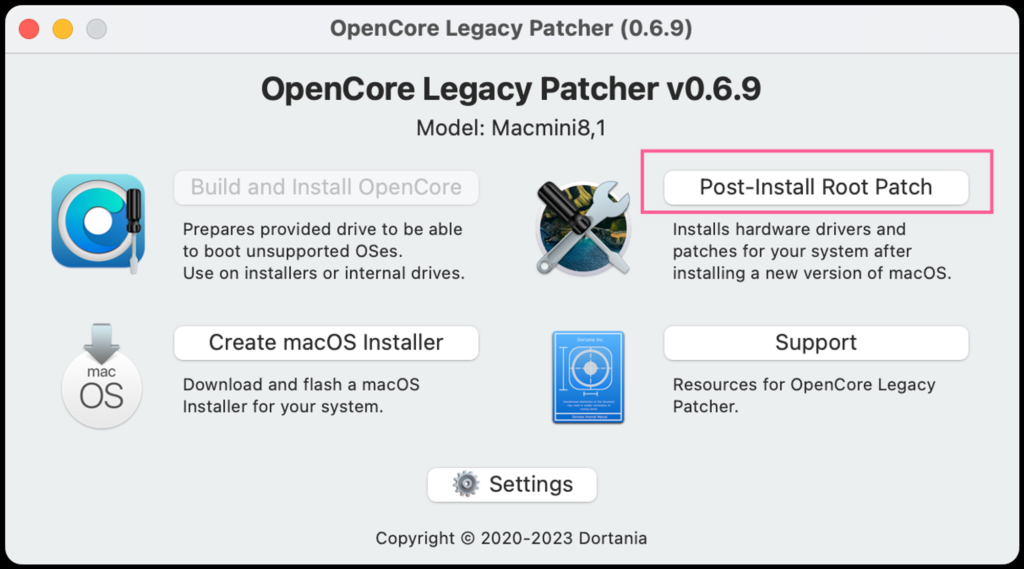 OpenCore Legacy Patcher (0.6.9)
OpenCore Legacy Patcher v0.6.9
Model: Macmini8,1
Build and Install OpenCore
Prepares provided drive to be able
to boot unsupported OSes.
Use on installers or internal drives.
Post-Install Root Patch
Installs hardware drivers and
patches for your system after
installing a new version of macOS.
mac
OS
Create macOS Installer
Download and flash a macOS
Installer for your system.
Support
Resources for OpenCore Legacy
Patcher.
Settings
Copyright © 2020-2023 Dortania